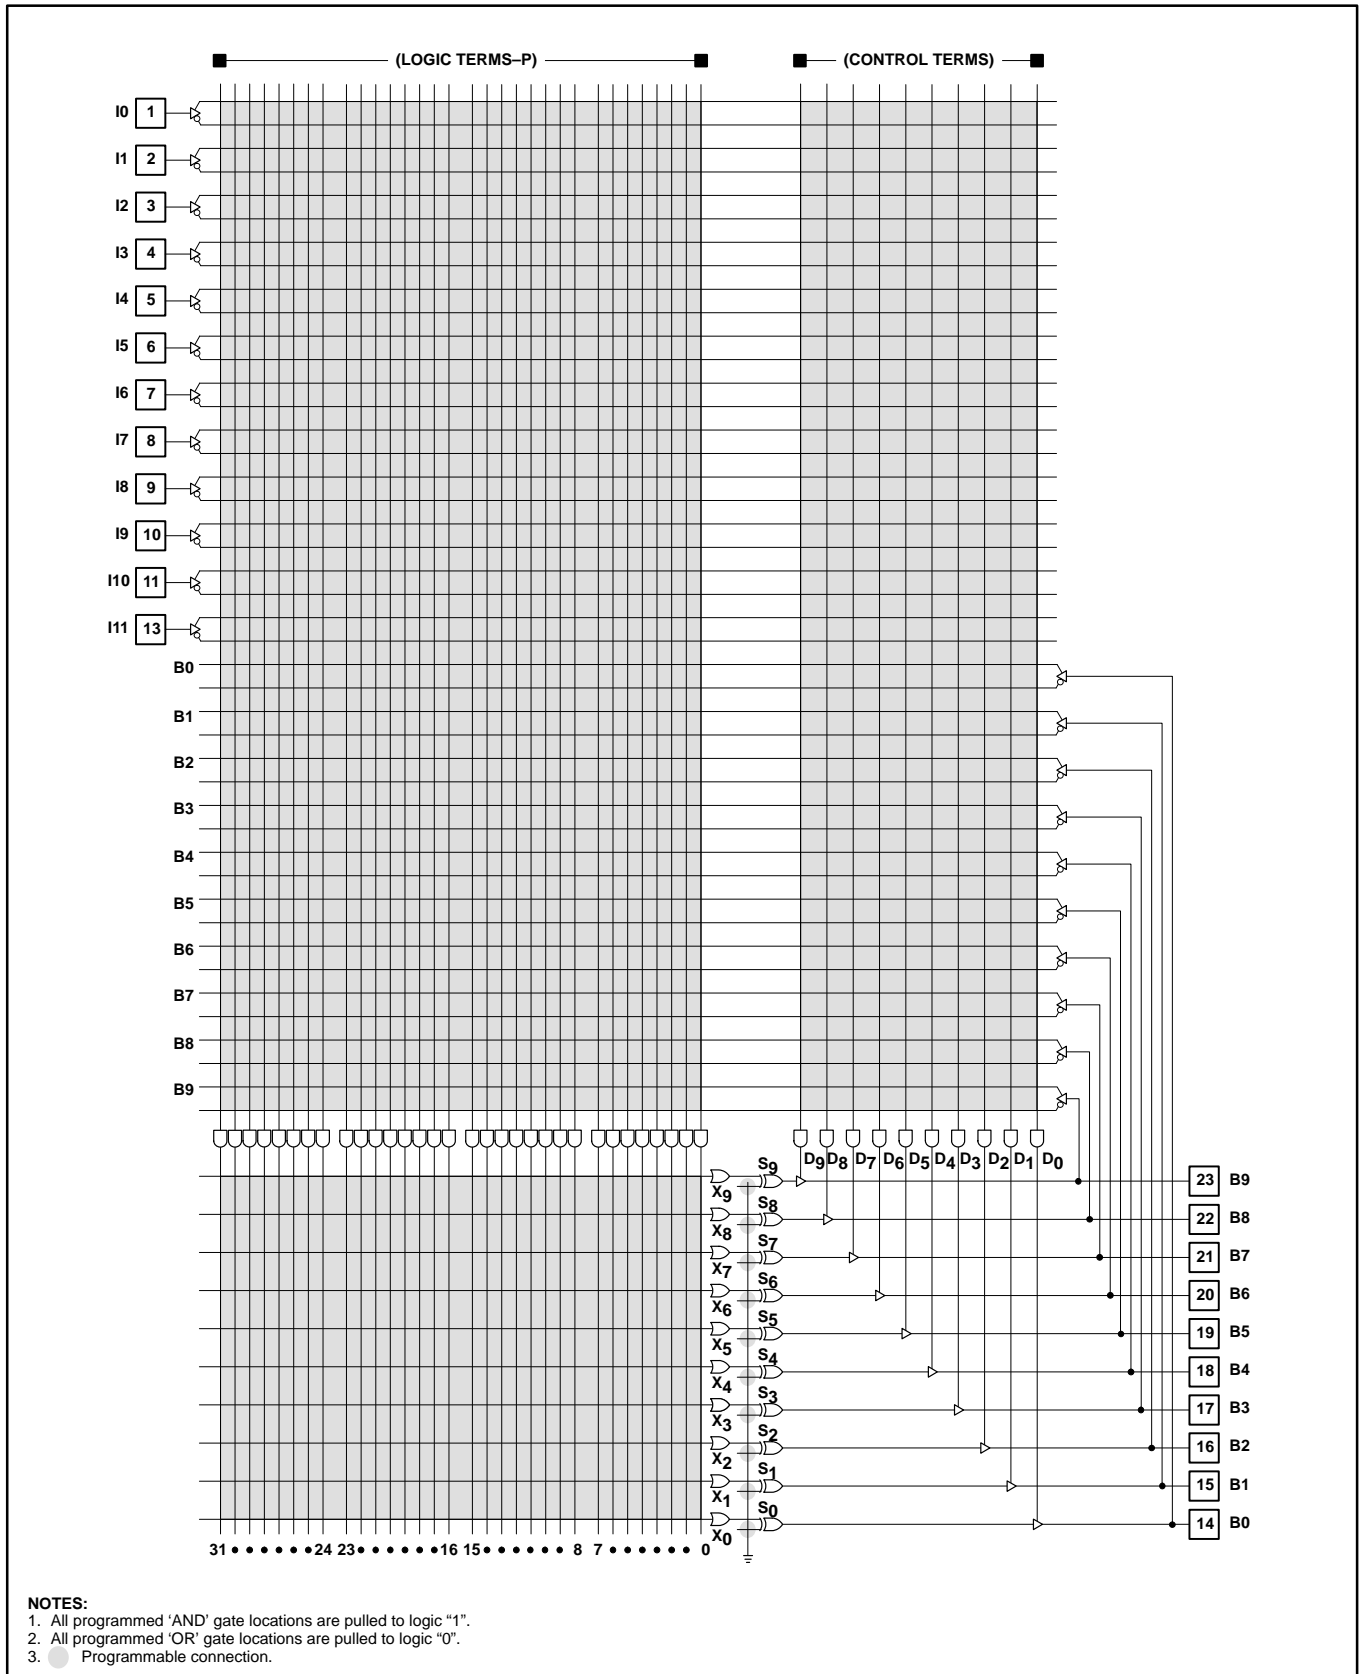 (LOGIC TERMS–P) (CONTROL TERMS)
I0 1
I1 2
I2 3
I3 4
I4 5
I5 6
I6 7
I7 8
I8 9
I9 10
I10 11
I11 13
B0
B1
B2
B3
B4
B5
B6
B7
B8
B9
D9 D8 D7 D6 D5 D4 D3 D2 D1 D0
S9 23 B9
X9
S8 22 B8
X8
S7 21 B7
X7
S6 20 B6
X6
S5 19 B5
X5
S4 18 B4
X4
S3 17 B3
X3
S2 16 B2
X2
S1 15 B1
X1
S0 14 B0
X0
31 • • • • • • 24 23 • • • • • • 16 15 • • • • • • 8 7 • • • • • • 0
NOTES:
1. All programmed ‘AND’ gate locations are pulled to logic “1”.
2. All programmed ‘OR’ gate locations are pulled to logic “0”.
3. Programmable connection.